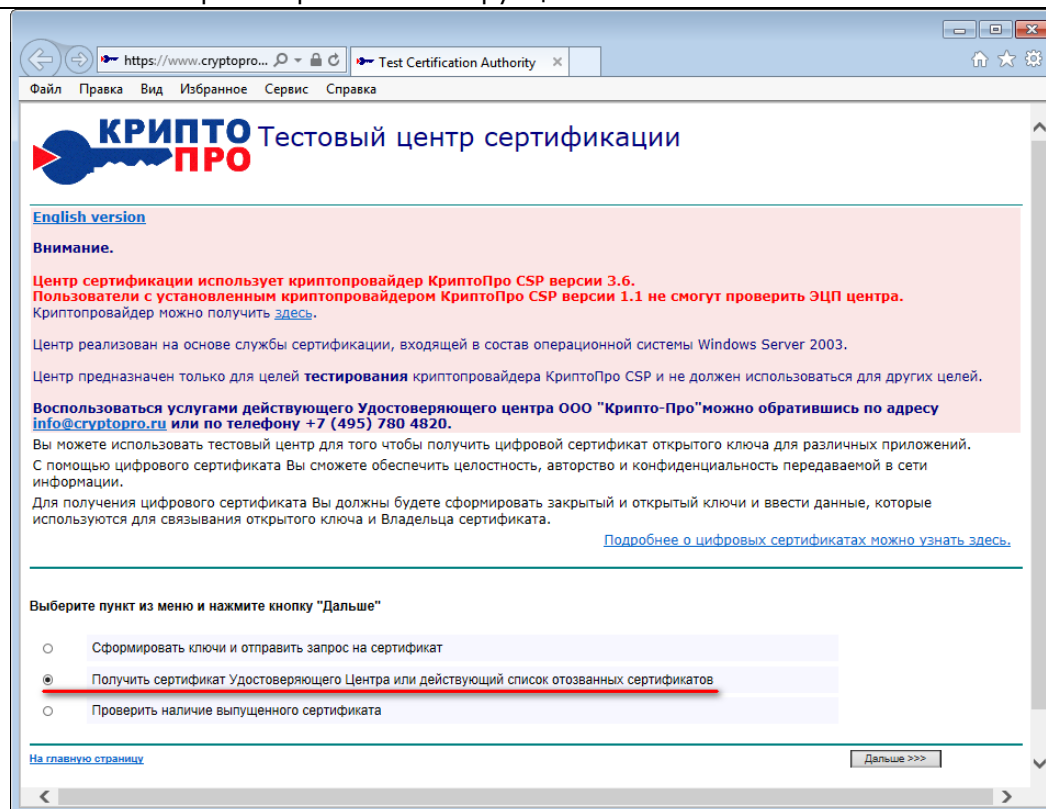 https://www.cryptopro...
Test Certification Authority
Файл Правка Вид Избранное Сервис Справка
КРИПТО
ПРО
Тестовый центр сертификации
English version
Внимание.
Центр сертификации использует криптопровайдер КриптоПро CSP версии 3.6.
Пользователи с установленным криптопровайдером КриптоПро CSP версии 1.1 не смогут проверить ЭЦП центра.
Криптопровайдер можно получить здесь.
Центр реализован на основе службы сертификации, входящей в состав операционной системы Windows Server 2003.
Центр предназначен только для целей тестирования криптопровайдера КриптоПро CSP и не должен использоваться для других целей.
Воспользоваться услугами действующего Удостоверяющего центра ООО "Крипто-Про"можно обратившись по адресу
info@cryptopro.ru или по телефону +7 (495) 780 4820.
Вы можете использовать тестовый центр для того чтобы получить цифровой сертификат открытого ключа для различных приложений.
С помощью цифрового сертификата Вы сможете обеспечить целостность, авторство и конфиденциальность передаваемой в сети
информации.
Для получения цифрового сертификата Вы должны будете сформировать закрытый и открытый ключи и ввести данные, которые
используются для связывания открытого ключа и Владельца сертификата.
Подробнее о цифровых сертификатах можно узнать здесь.
Выберите пункт из меню и нажмите кнопку "Дальше"
Сформировать ключи и отправить запрос на сертификат
Получить сертификат Удостоверяющего Центра или действующий список отозванных сертификатов
Проверить наличие выпущенного сертификата
На главную страницу
Дальше >>>